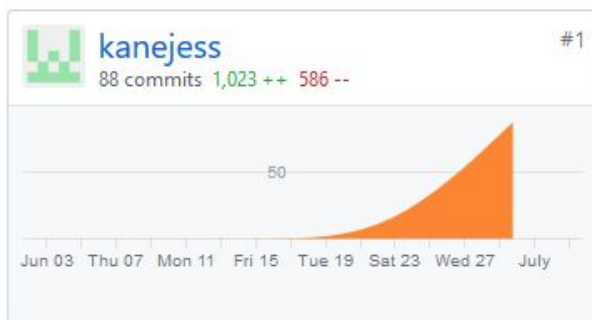 kanejess
#1
88 commits 1,023 ++ 586 --
50
Jun 03 Thu 07 Mon 11 Fri 15 Tue 19 Sat 23 Wed 27 July